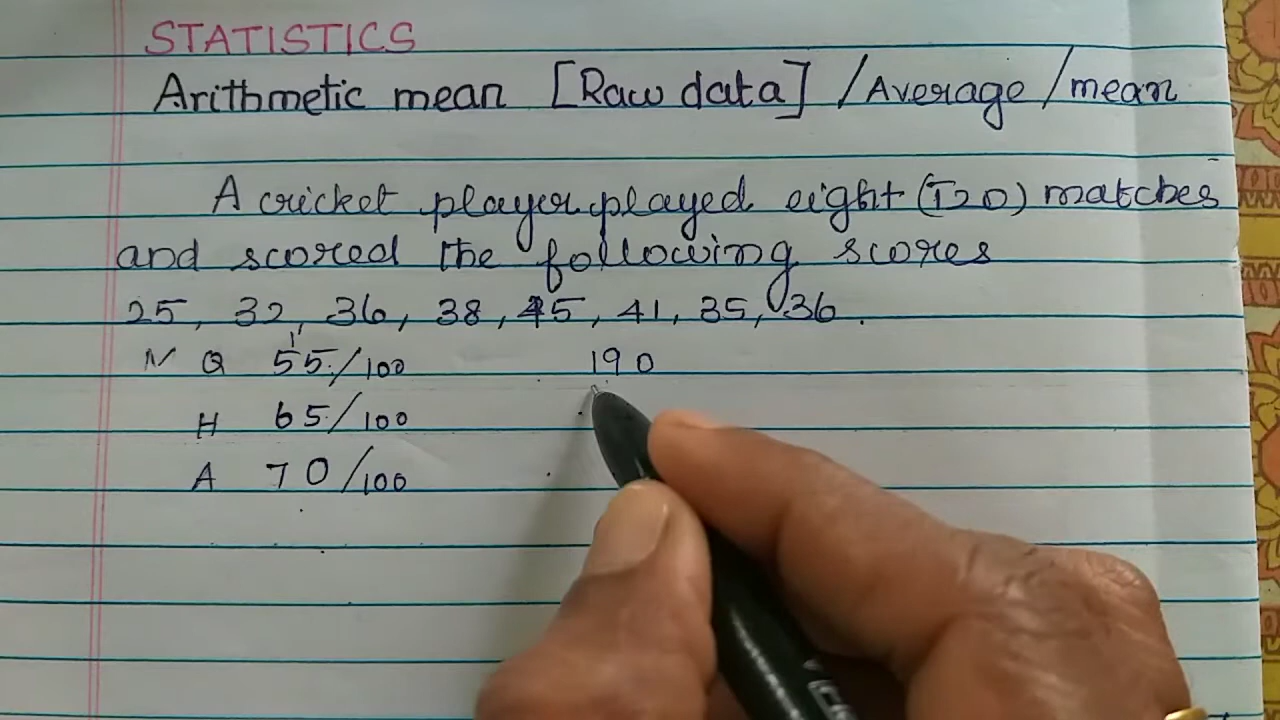 STATISTICS
Arithmetic mean [Raw data] / Average / mean
A cricket player played eight (T20) matches
and scored the following scores
25, 32, 36, 38, 45, 41, 35, 36.
N Q 55/100 190
H 65/100
A 70/100